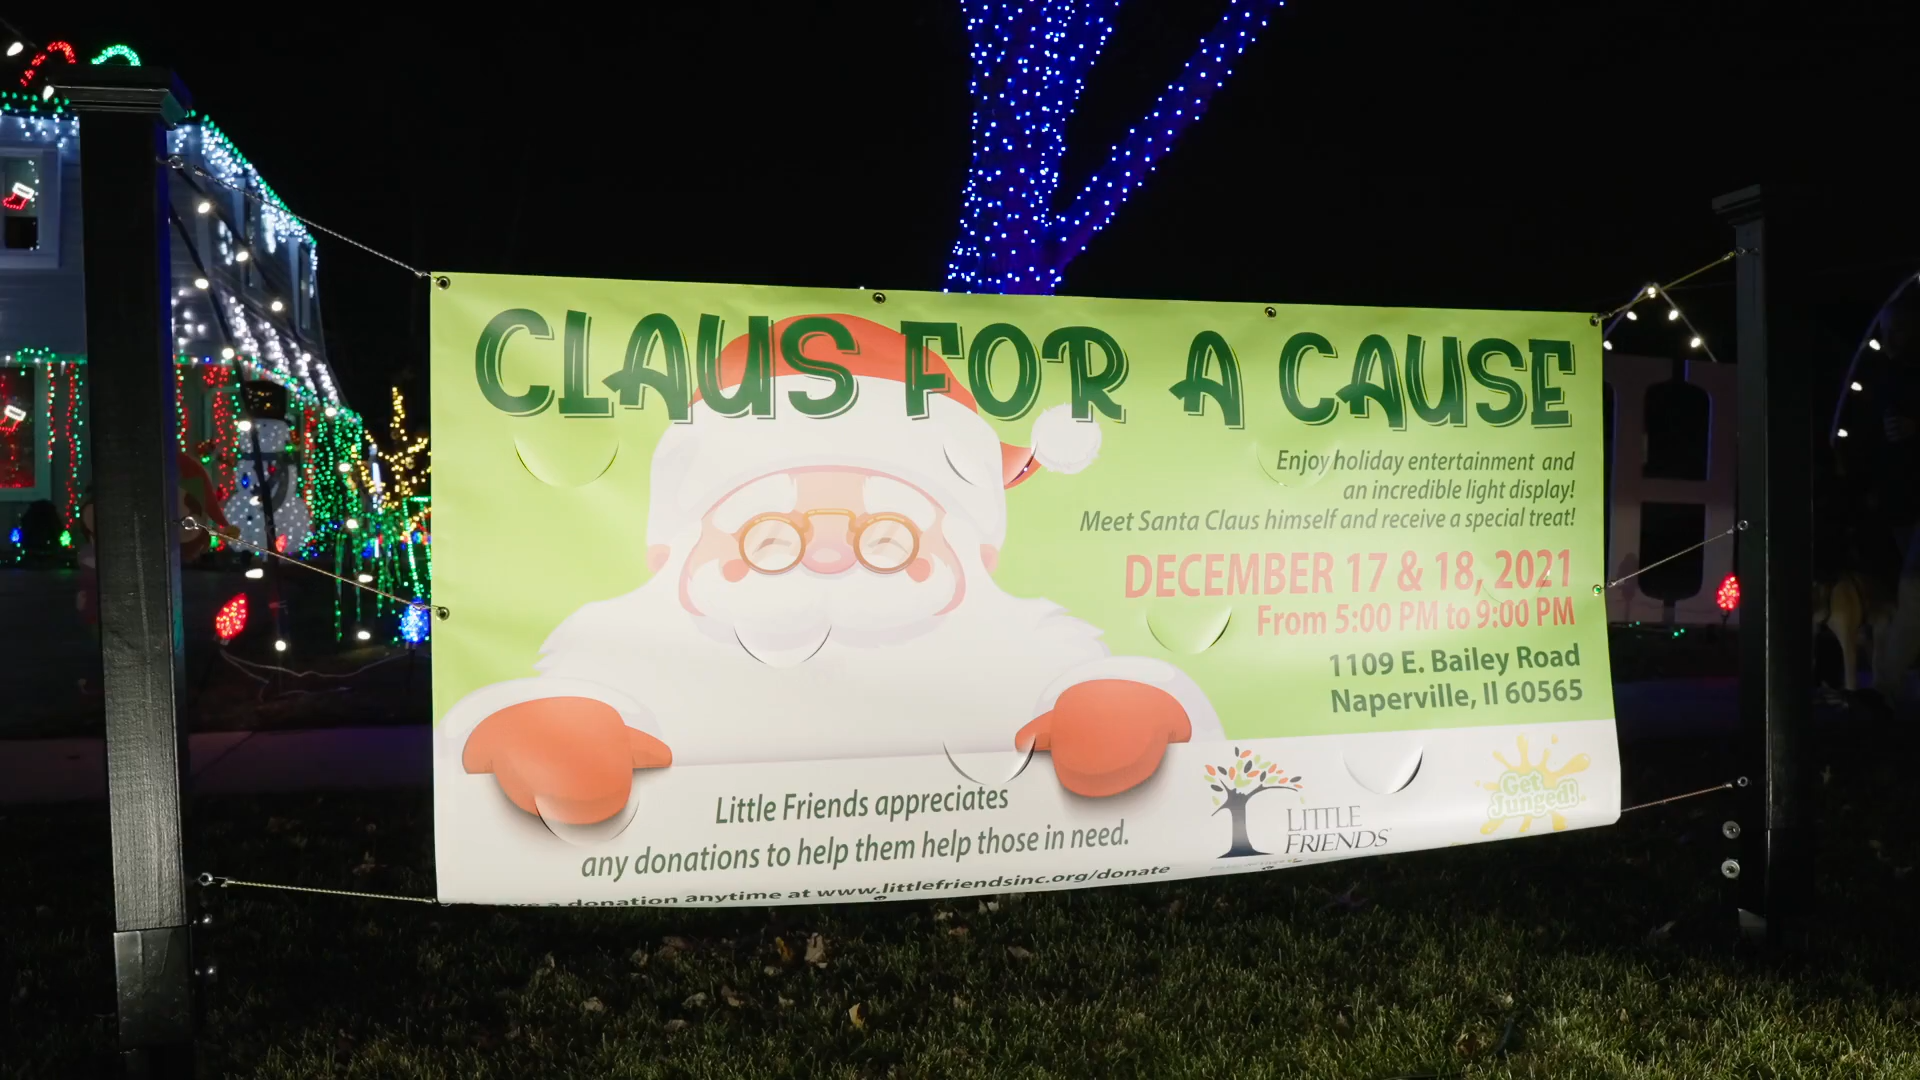 CLAUS FOR A CAUSE
Enjoy holiday entertainment and
an incredible light display!
Meet Santa Claus himself and receive a special treat!
DECEMBER 17 & 18, 2021
From 5:00 PM to 9:00 PM
1109 E. Bailey Road
Naperville, Il 60565
Little Friends appreciates
any donations to help them help those in need.
a donation anytime at www.littlefriendsinc.org/donate
LITTLE
FRIENDS
Get
Junged!